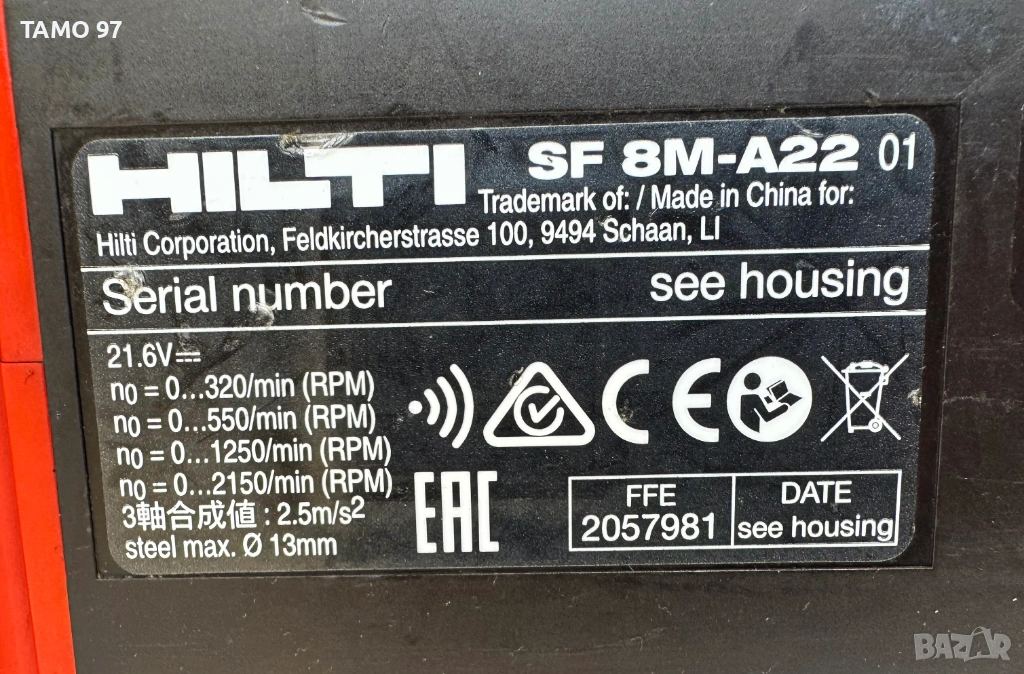 TAMO 97
HILTI SF 8M-A22 01
Trademark of: / Made in China for:
Hilti Corporation, Feldkircherstrasse 100, 9494 Schaan, LI
Serial number see housing
21.6V⎓
n0 = 0...320/min (RPM)
n0 = 0...550/min (RPM)
n0 = 0...1250/min (RPM)
n0 = 0...2150/min (RPM)
3軸合成値 : 2.5m/s²
steel max. Ø 13mm
CE
EAC
FFE
2057981
DATE
see housing
BAZAR